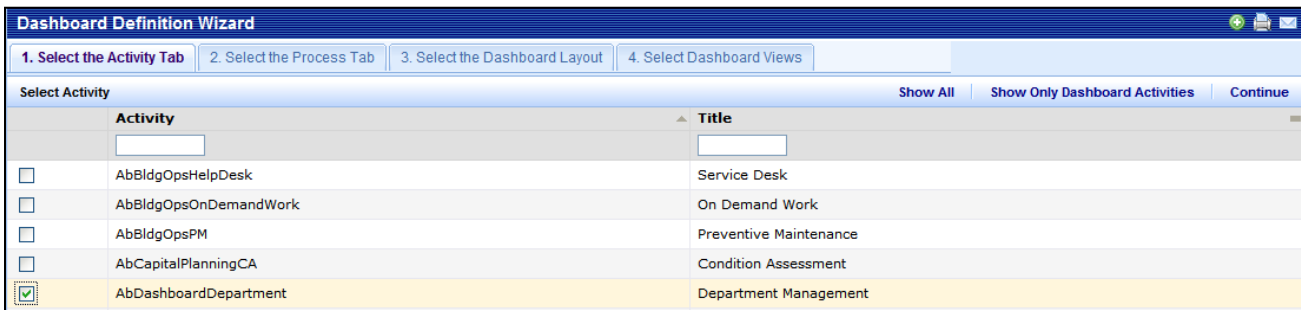 Dashboard Definition Wizard
1. Select the Activity Tab 2. Select the Process Tab 3. Select the Dashboard Layout 4. Select Dashboard Views
Select Activity Show All Show Only Dashboard Activities Continue
Activity Title
AbBldgOpsHelpDesk Service Desk
AbBldgOpsOnDemandWork On Demand Work
AbBldgOpsPM Preventive Maintenance
AbCapitalPlanningCA Condition Assessment
AbDashboardDepartment Department Management